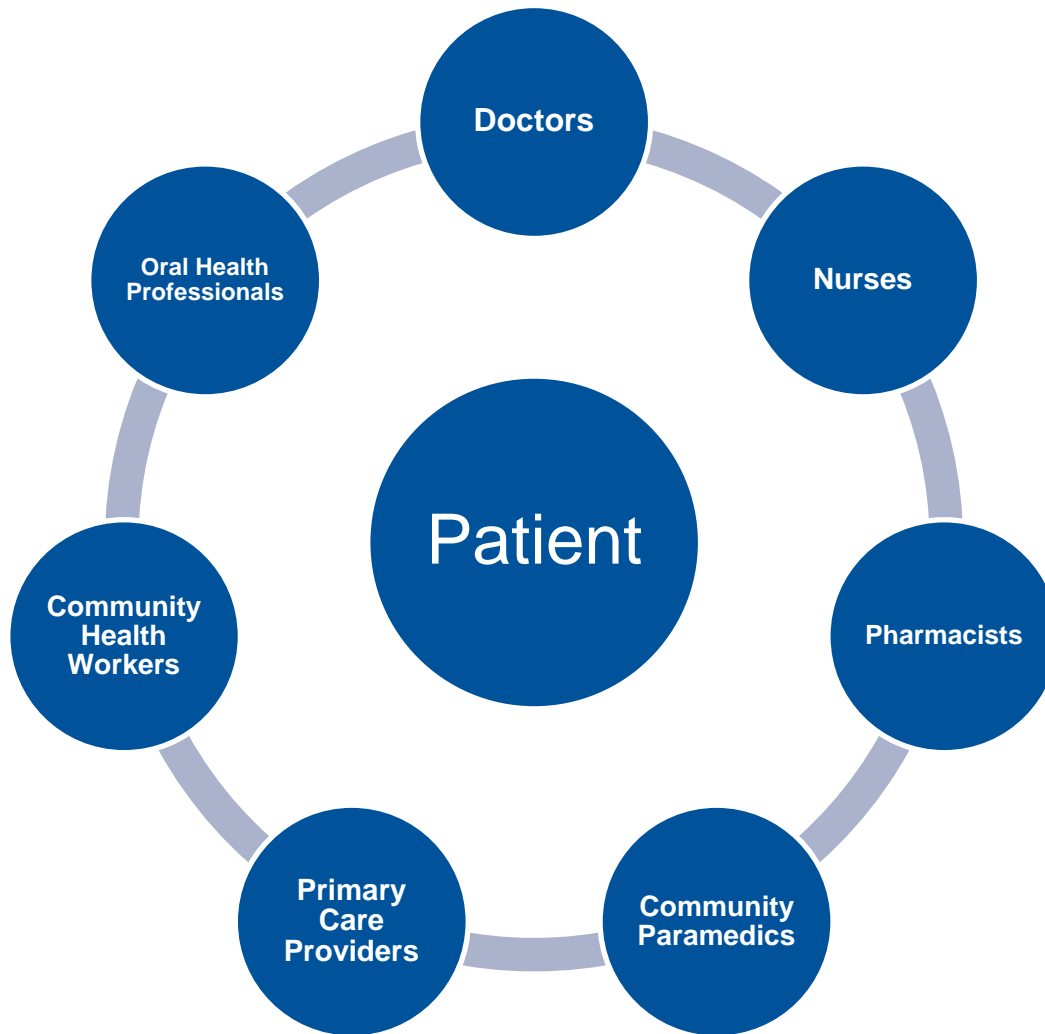 Doctors
Nurses
Pharmacists
Community
Paramedics
Primary
Care
Providers
Community
Health
Workers
Oral Health
Professionals
Patient